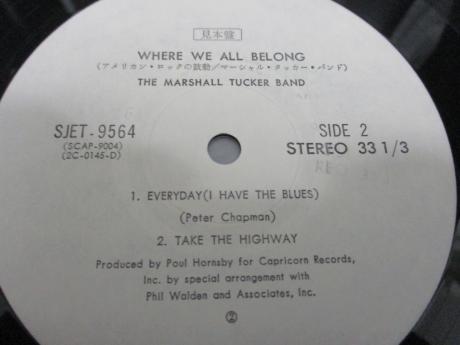 見本盤
WHERE WE ALL BELONG
(アメリカン・ロックの鼓動/マーシャル・タッカー・バンド)
THE MARSHALL TUCKER BAND
SJET-9564
(SCAP-9004)
(2C-0145-D)
SIDE 2
STEREO 33 1/3
1. EVERYDAY(I HAVE THE BLUES)
(Peter Chapman)
2. TAKE THE HIGHWAY
Produced by Poul Hornsby for Capricorn Records,
Inc. by special arrangement with
Phil Walden and Associates, Inc.
②